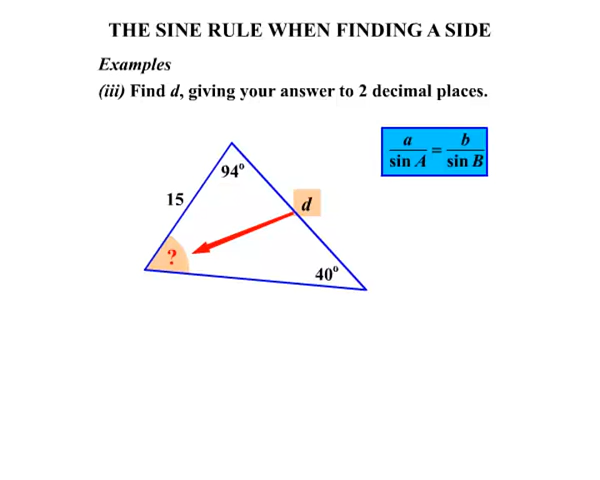 THE SINE RULE WHEN FINDING A SIDE
Examples
(iii) Find d, giving your answer to 2 decimal places.
a/sin A = b/sin B
94°
15
d
?
40°